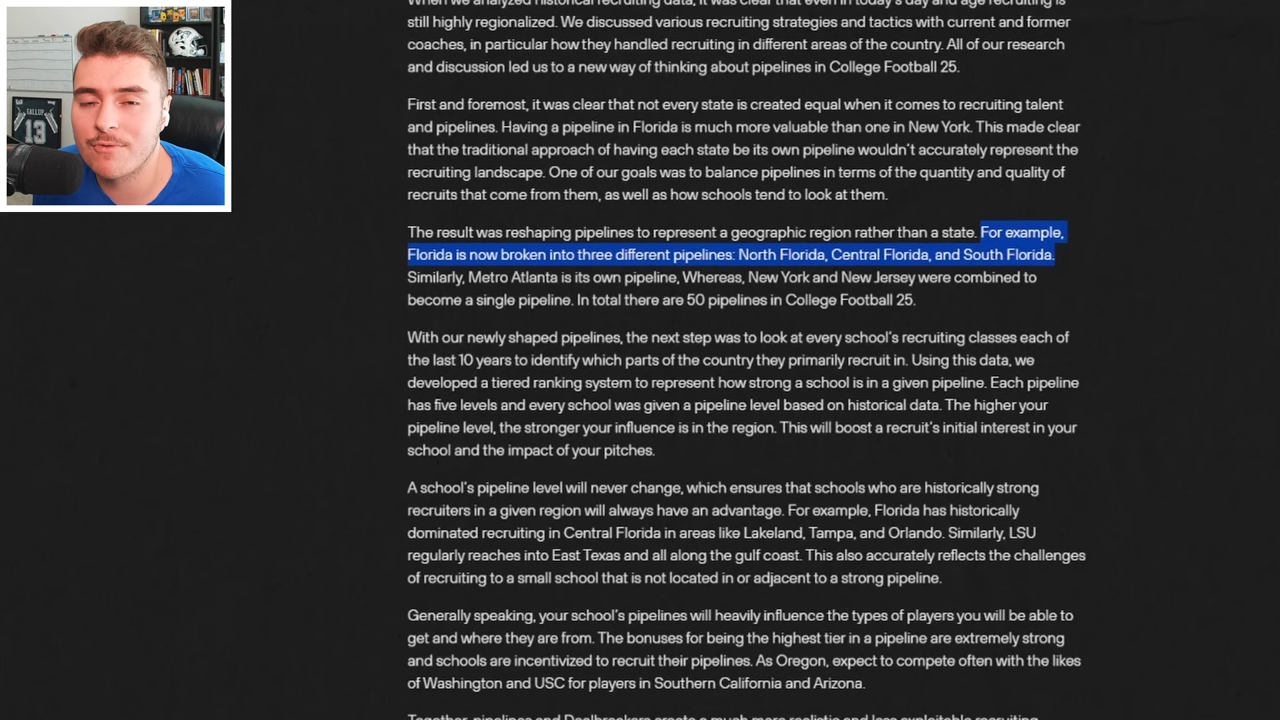 When we analyzed historical recruiting data, it was clear that even in today's day and age recruiting is
still highly regionalized. We discussed various recruiting strategies and tactics with current and former
coaches, in particular how they handled recruiting in different areas of the country. All of our research
and discussion led us to a new way of thinking about pipelines in College Football 25.
First and foremost, it was clear that not every state is created equal when it comes to recruiting talent
and pipelines. Having a pipeline in Florida is much more valuable than one in New York. This made clear
that the traditional approach of having each state be its own pipeline wouldn't accurately represent the
recruiting landscape. One of our goals was to balance pipelines in terms of the quantity and quality of
recruits that come from them, as well as how schools tend to look at them.
The result was reshaping pipelines to represent a geographic region rather than a state. For example,
Florida is now broken into three different pipelines: North Florida, Central Florida, and South Florida.
Similarly, Metro Atlanta is its own pipeline, Whereas, New York and New Jersey were combined to
become a single pipeline. In total there are 50 pipelines in College Football 25.
With our newly shaped pipelines, the next step was to look at every school's recruiting classes each of
the last 10 years to identify which parts of the country they primarily recruit in. Using this data, we
developed a tiered ranking system to represent how strong a school is in a given pipeline. Each pipeline
has five levels and every school was given a pipeline level based on historical data. The higher your
pipeline level, the stronger your influence is in the region. This will boost a recruit's initial interest in your
school and the impact of your pitches.
A school's pipeline level will never change, which ensures that schools who are historically strong
recruiters in a given region will always have an advantage. For example, Florida has historically
dominated recruiting in Central Florida in areas like Lakeland, Tampa, and Orlando. Similarly, LSU
regularly reaches into East Texas and all along the gulf coast. This also accurately reflects the challenges
of recruiting to a small school that is not located in or adjacent to a strong pipeline.
Generally speaking, your school's pipelines will heavily influence the types of players you will be able to
get and where they are from. The bonuses for being the highest tier in a pipeline are extremely strong
and schools are incentivized to recruit their pipelines. As Oregon, expect to compete often with the likes
of Washington and USC for players in Southern California and Arizona.
Together, pipelines and Dealbreakers create a much more realistic and less exploitable recruiting
GALLUP
13